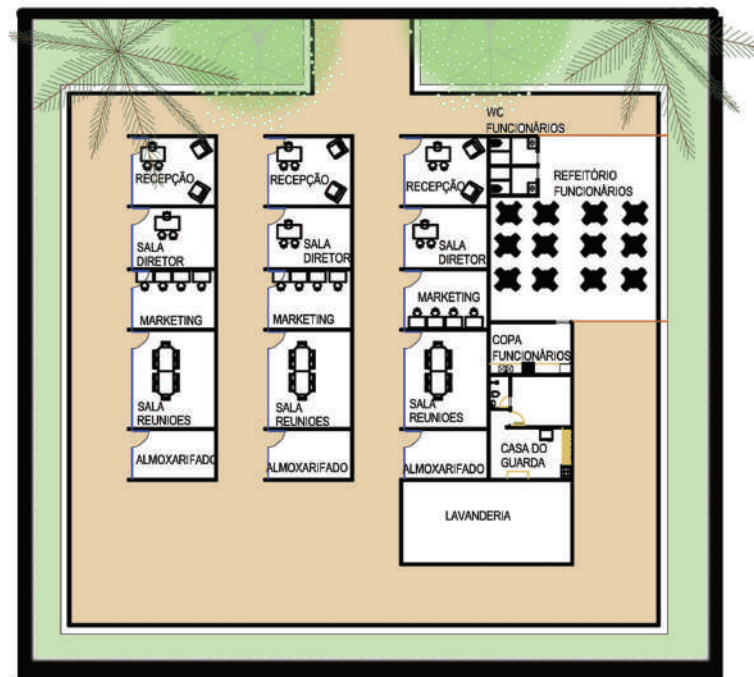 WC
FUNCIONÁRIOS
RECEPÇÃO
RECEPÇÃO
RECEPÇÃO
REFEITÓRIO
FUNCIONÁRIOS
SALA
DIRETOR
SALA
DIRETOR
SALA
DIRETOR
MARKETING
MARKETING
MARKETING
COPA
FUNCIONÁRIOS
SALA
REUNIOES
SALA
REUNIOES
SALA
REUNIOES
CASA DO
GUARDA
ALMOXARIFADO
ALMOXARIFADO
ALMOXARIFADO
LAVANDERIA